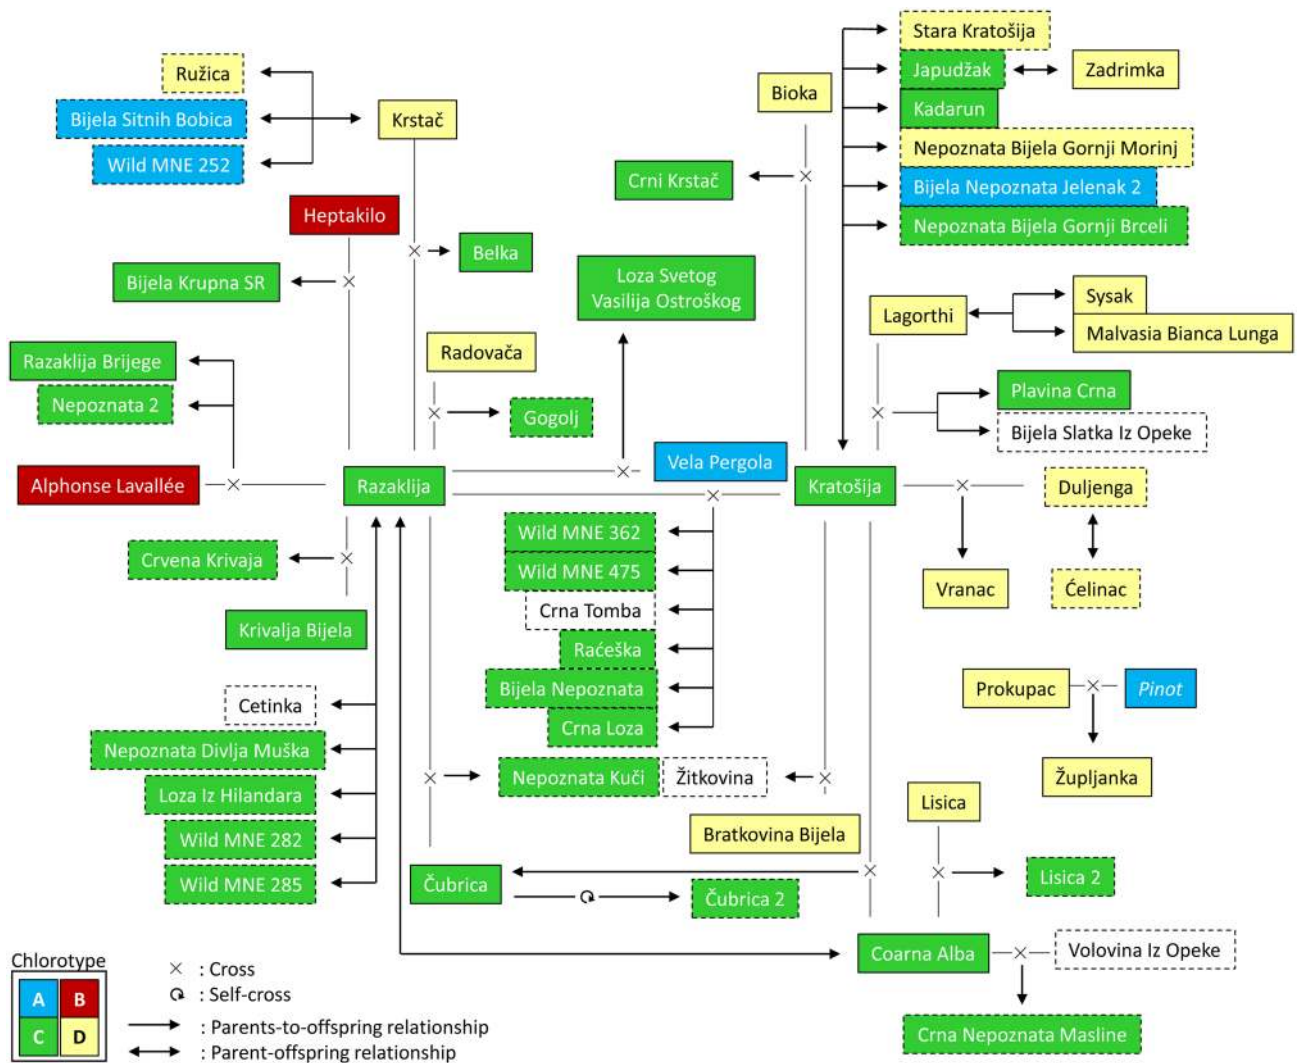 Stara Kratošija
Ružica
Japudžak
Zadrimka
Bioka
Bijela Sitnih Bobica
Krstač
Kadarun
Nepoznata Bijela Gornji Morinj
Wild MNE 252
Crni Krstač
Bijela Nepoznata Jelenak 2
Heptakilo
Nepoznata Bijela Gornji Brceli
Belka
Bijela Krupna SR
Loza Svetog
Vasilija Ostroškog
Sysak
Lagorthi
Malvasia Bianca Lunga
Radovača
Razaklija Brijege
Nepoznata 2
Gogolj
Plavina Crna
Bijela Slatka Iz Opeke
Vela Pergola
Alphonse Lavallée
Razaklija
Kratošija
Duljenga
Wild MNE 362
Crvena Krivaja
Wild MNE 475
Vranac
Ćelinac
Crna Tomba
Krivalja Bijela
Raćeška
Bijela Nepoznata
Prokupac
Pinot
Cetinka
Crna Loza
Nepoznata Divlja Muška
Nepoznata Kuči
Žitkovina
Župljanka
Loza Iz Hilandara
Lisica
Wild MNE 282
Bratkovina Bijela
Wild MNE 285
Čubrica
Čubrica 2
Lisica 2
Coarna Alba
Volovina Iz Opeke
Crna Nepoznata Masline
Chlorotype
A B
C D
× : Cross
: Self-cross
: Parents-to-offspring relationship
: Parent-offspring relationship